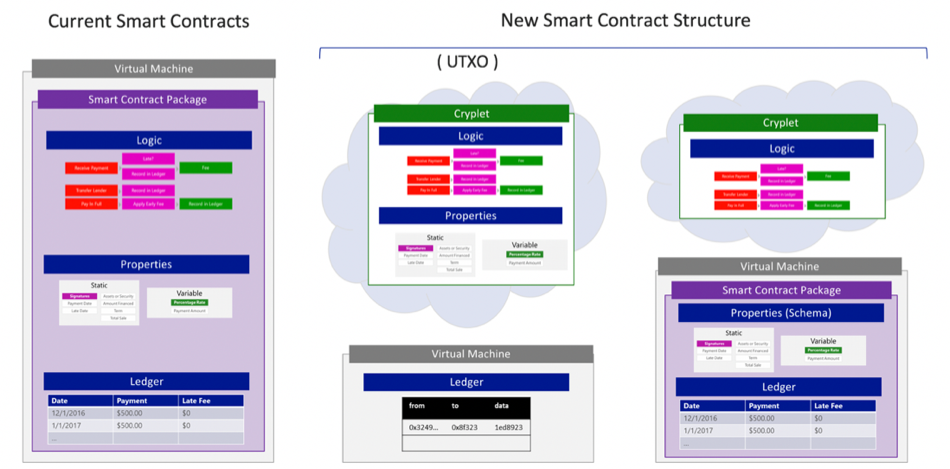 Current Smart Contracts
New Smart Contract Structure
Virtual Machine
Smart Contract Package
Logic
Late?
Receive Payment
Fee
Record in Ledger
Transfer Lender
Record in Ledger
Pay In Full
Apply Early Fee
Record in Ledger
Properties
Static
Signatures
Assets or Security
Payment Date
Amount Financed
Late Date
Term
Total Sale
Variable
Percentage Rate
Payment Amount
Ledger
Date Payment Late Fee
12/1/2016 $500.00 $0
1/1/2017 $500.00 $0
...
( UTXO )
Cryplet
Logic
Late?
Receive Payment
Fee
Record in Ledger
Transfer Lender
Record in Ledger
Pay In Full
Apply Early Fee
Record in Ledger
Properties
Static
Signatures
Assets or Security
Payment Date
Amount Financed
Late Date
Term
Total Sale
Variable
Percentage Rate
Payment Amount
Virtual Machine
Ledger
from to data
0x3249... 0x8f323 1ed8923
Cryplet
Logic
Late?
Receive Payment
Fee
Record in Ledger
Transfer Lender
Record in Ledger
Pay In Full
Apply Early Fee
Record in Ledger
Virtual Machine
Smart Contract Package
Properties (Schema)
Static
Signatures
Assets or Security
Payment Date
Amount Financed
Late Date
Term
Total Sale
Variable
Percentage Rate
Payment Amount
Ledger
Date Payment Late Fee
12/1/2016 $500.00 $0
1/1/2017 $500.00 $0
...